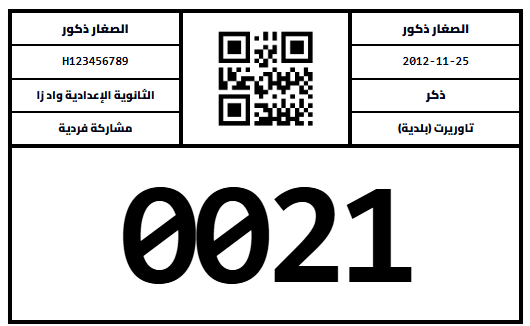 الصغار ذكور
الصغار ذكور
H123456789
2012-11-25
الثانوية الإعدادية واد زا
ذكر
مشاركة فردية
تاوريرت (بلدية)
0021